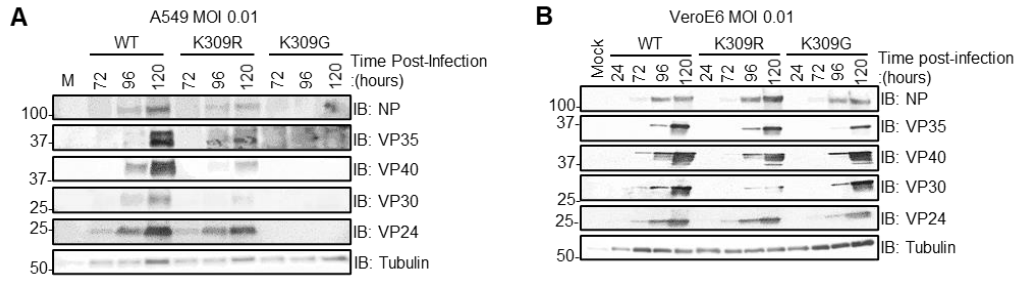 A
A549 MOI 0.01
WT K309R K309G
M 72 96 120 72 96 120 72 96 120 Time Post-Infection
:(hours)
100- IB: NP
37- IB: VP35
37- IB: VP40
25- IB: VP30
25- IB: VP24
50- IB: Tubulin
B
VeroE6 MOI 0.01
WT K309R K309G
Mock 24 72 96 120 24 72 96 120 24 72 96 120 Time post-infection
:(hours)
100- IB: NP
37- IB: VP35
37- IB: VP40
25- IB: VP30
25- IB: VP24
50- IB: Tubulin